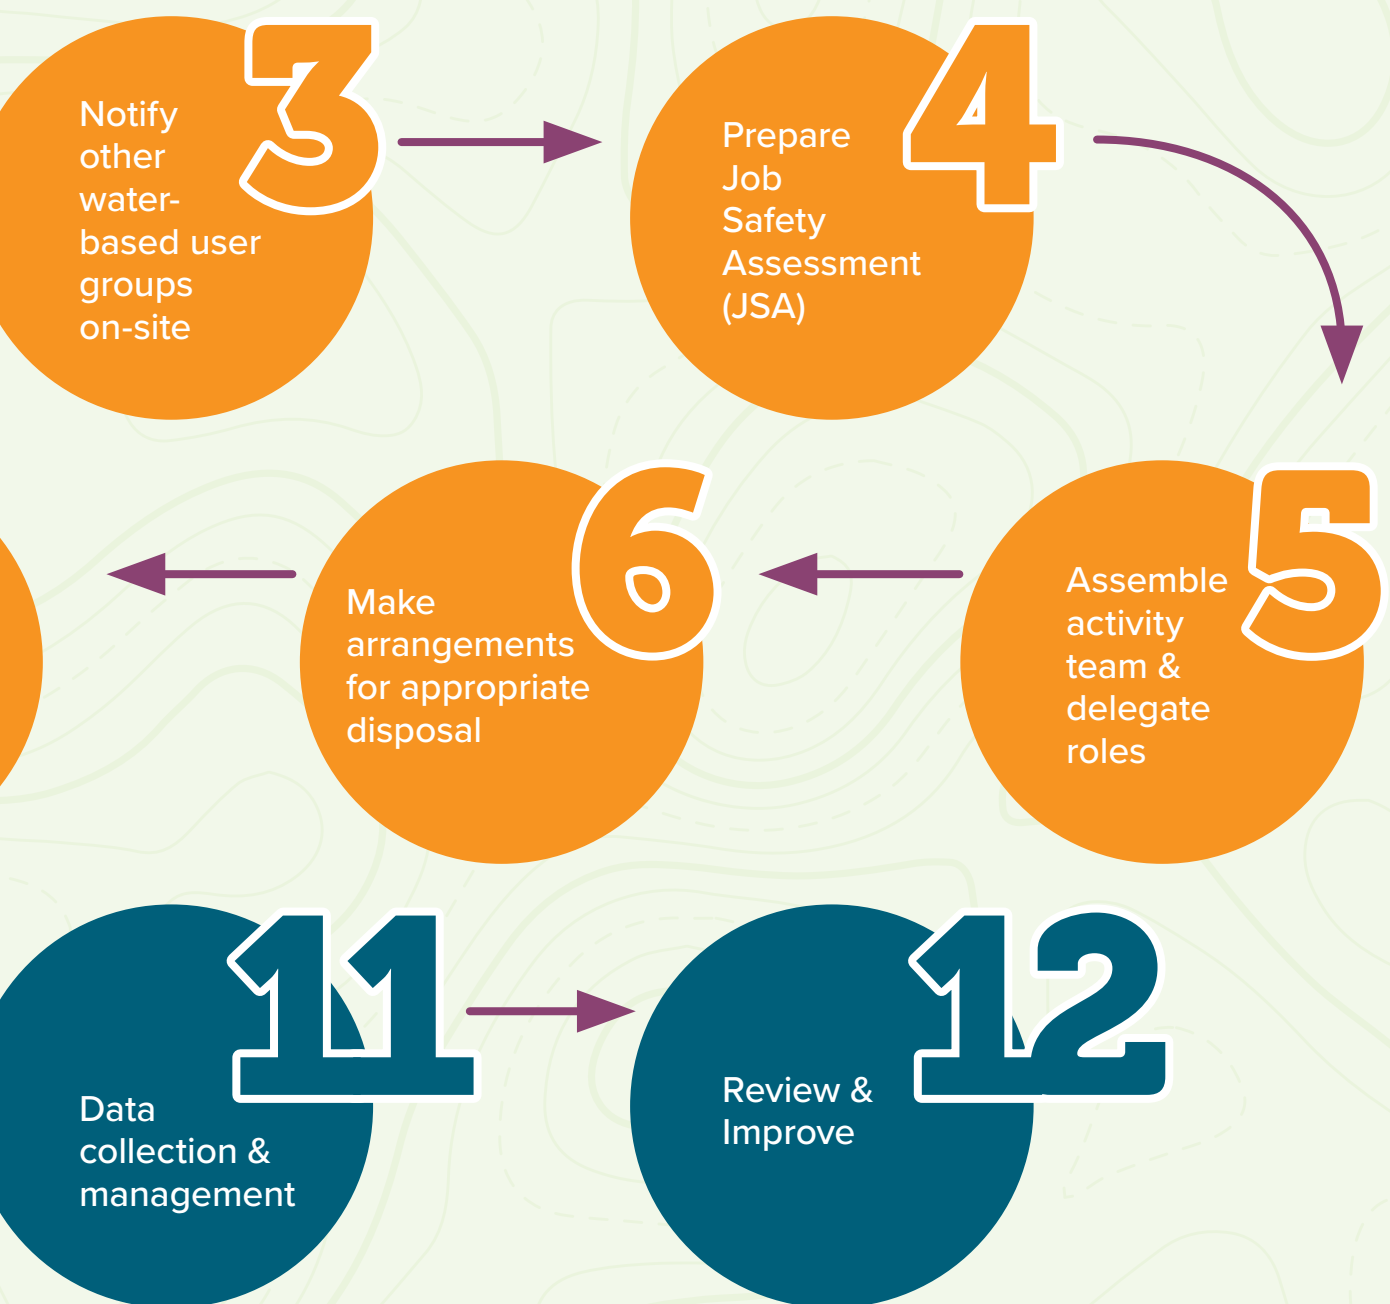 3
Notify
other
water-
based user
groups
on-site
4
Prepare
Job
Safety
Assessment
(JSA)
5
Assemble
activity
team &
delegate
roles
6
Make
arrangements
for appropriate
disposal
11
Data
collection &
management
12
Review &
Improve